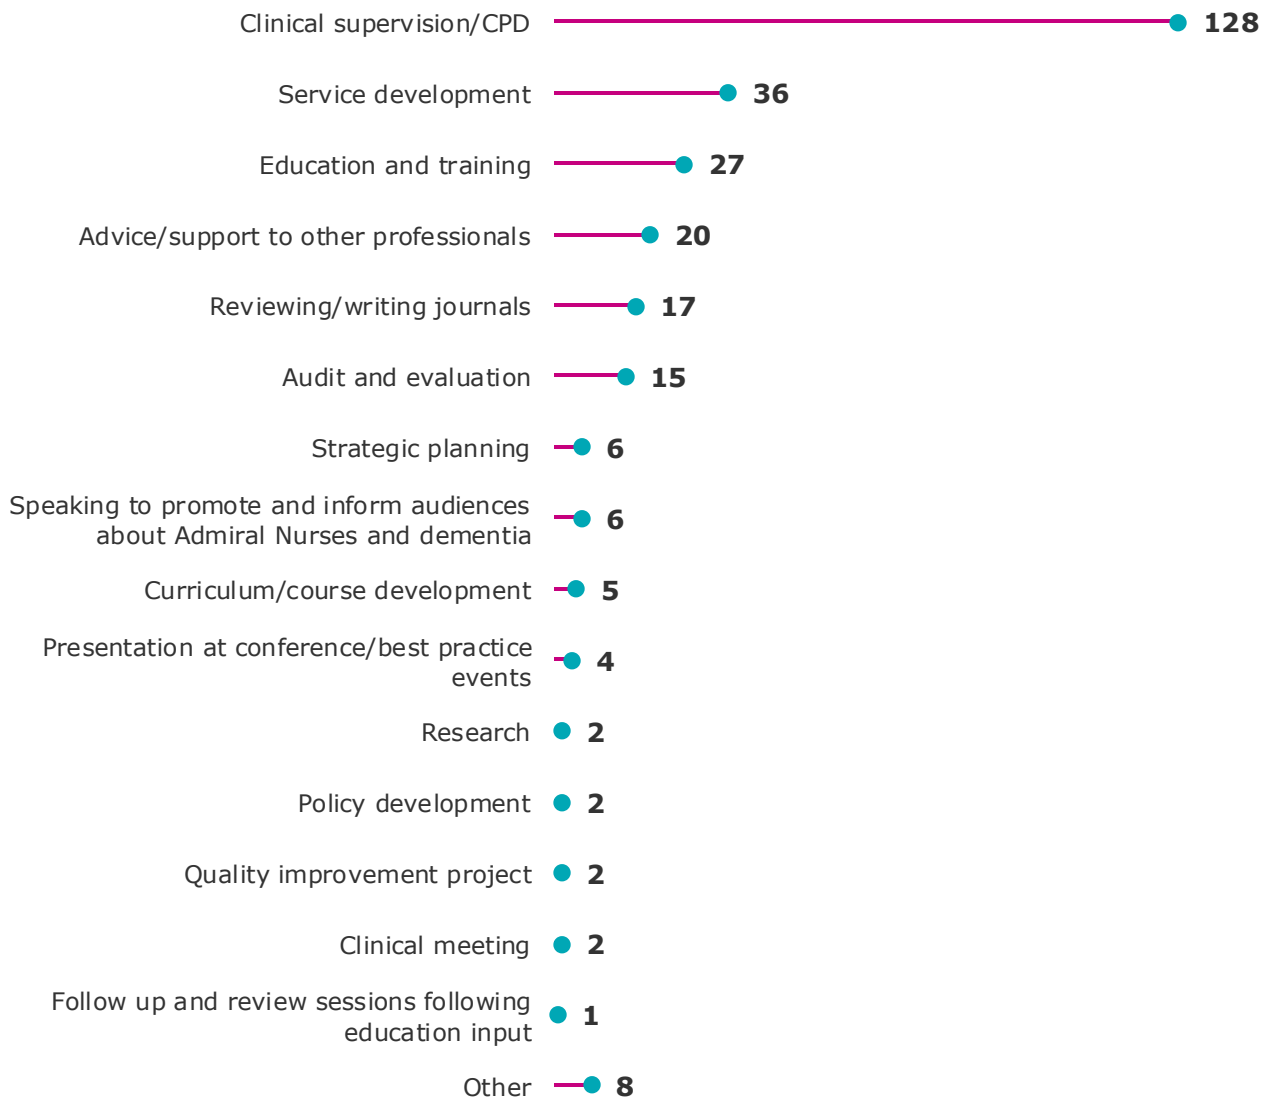 Clinical supervision/CPD 128
Service development 36
Education and training 27
Advice/support to other professionals 20
Reviewing/writing journals 17
Audit and evaluation 15
Strategic planning 6
Speaking to promote and inform audiences
about Admiral Nurses and dementia 6
Curriculum/course development 5
Presentation at conference/best practice
events 4
Research 2
Policy development 2
Quality improvement project 2
Clinical meeting 2
Follow up and review sessions following
education input 1
Other 8